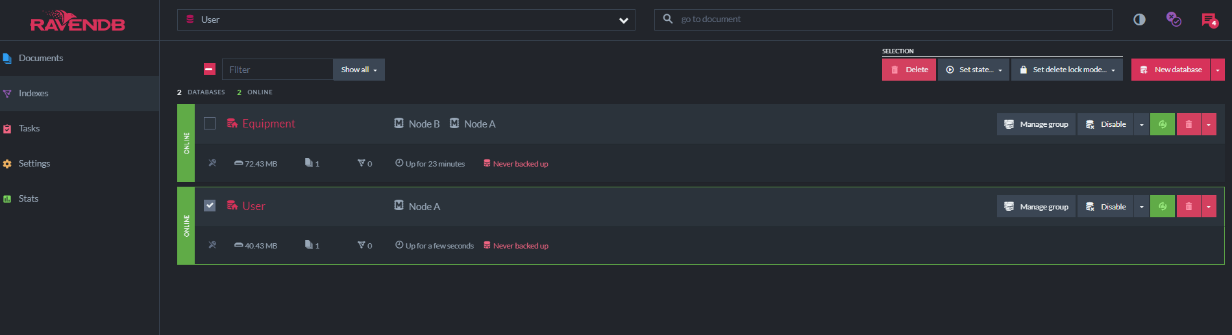 RAVENDB
User
go to document
4
Documents
Indexes
Tasks
Settings
Stats
SELECTION
Filter
Show all
Delete
Set state...
Set delete lock mode...
New database
2 DATABASES 2 ONLINE
ONLINE
Equipment
Node B Node A
Manage group
Disable
72.43 MB
1
0
Up for 23 minutes
Never backed up
ONLINE
User
Node A
Manage group
Disable
40.43 MB
1
0
Up for a few seconds
Never backed up